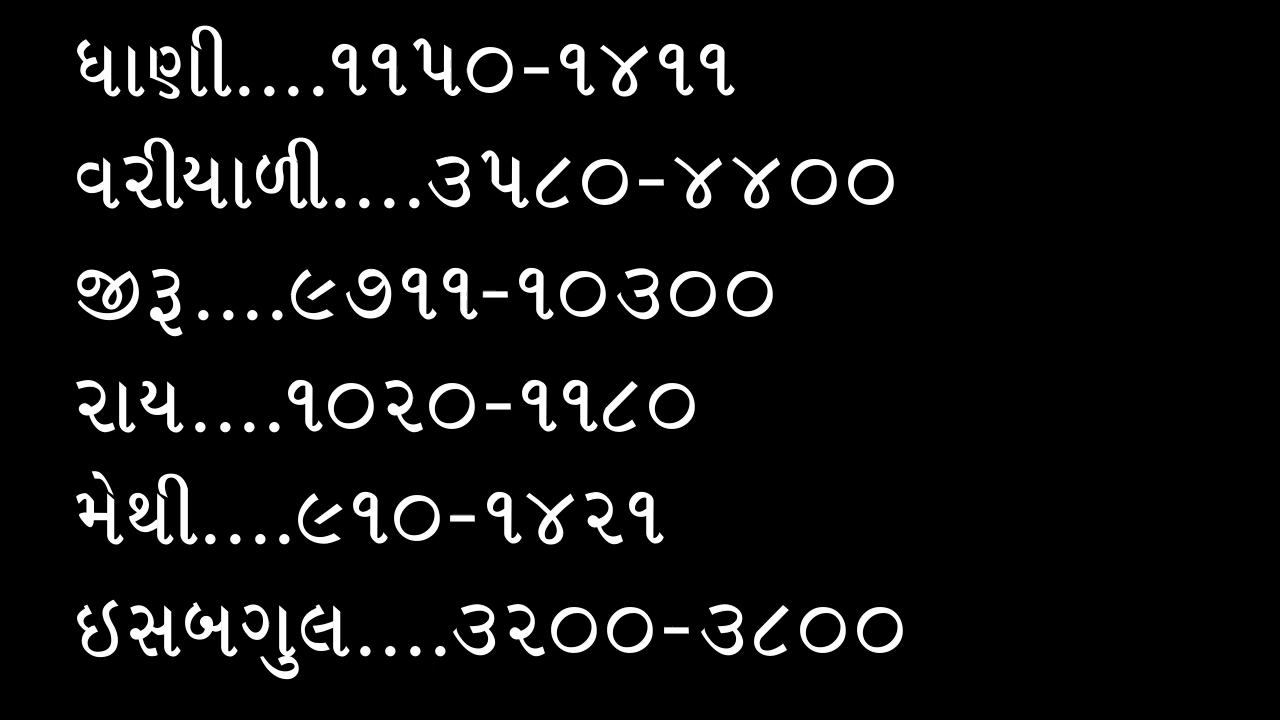 ધાણી....૧૧૫૦-૧૪૧૧
વરીયાળી....૩૫૮૦-૪૪૦૦
જીરૂ....૯૭૧૧-૧૦૩૦૦
રાય....૧૦૨૦-૧૧૮૦
મેથી....૯૧૦-૧૪૨૧
ઇસબગુલ....૩૨૦૦-૩૮૦૦